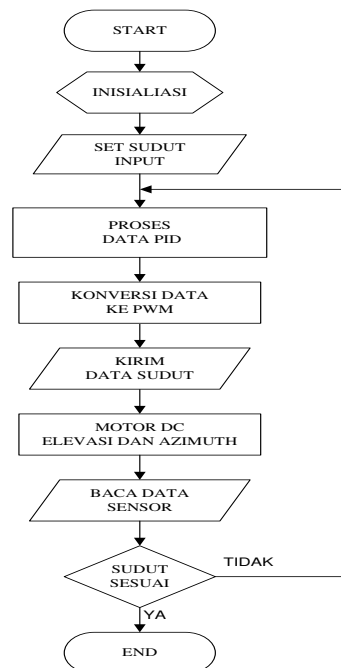 START
INISIALIASI
SET SUDUT
INPUT
PROSES
DATA PID
KONVERSI DATA
KE PWM
KIRIM
DATA SUDUT
MOTOR DC
ELEVASI DAN AZIMUTH
BACA DATA
SENSOR
SUDUT
SESUAI
TIDAK
YA
END